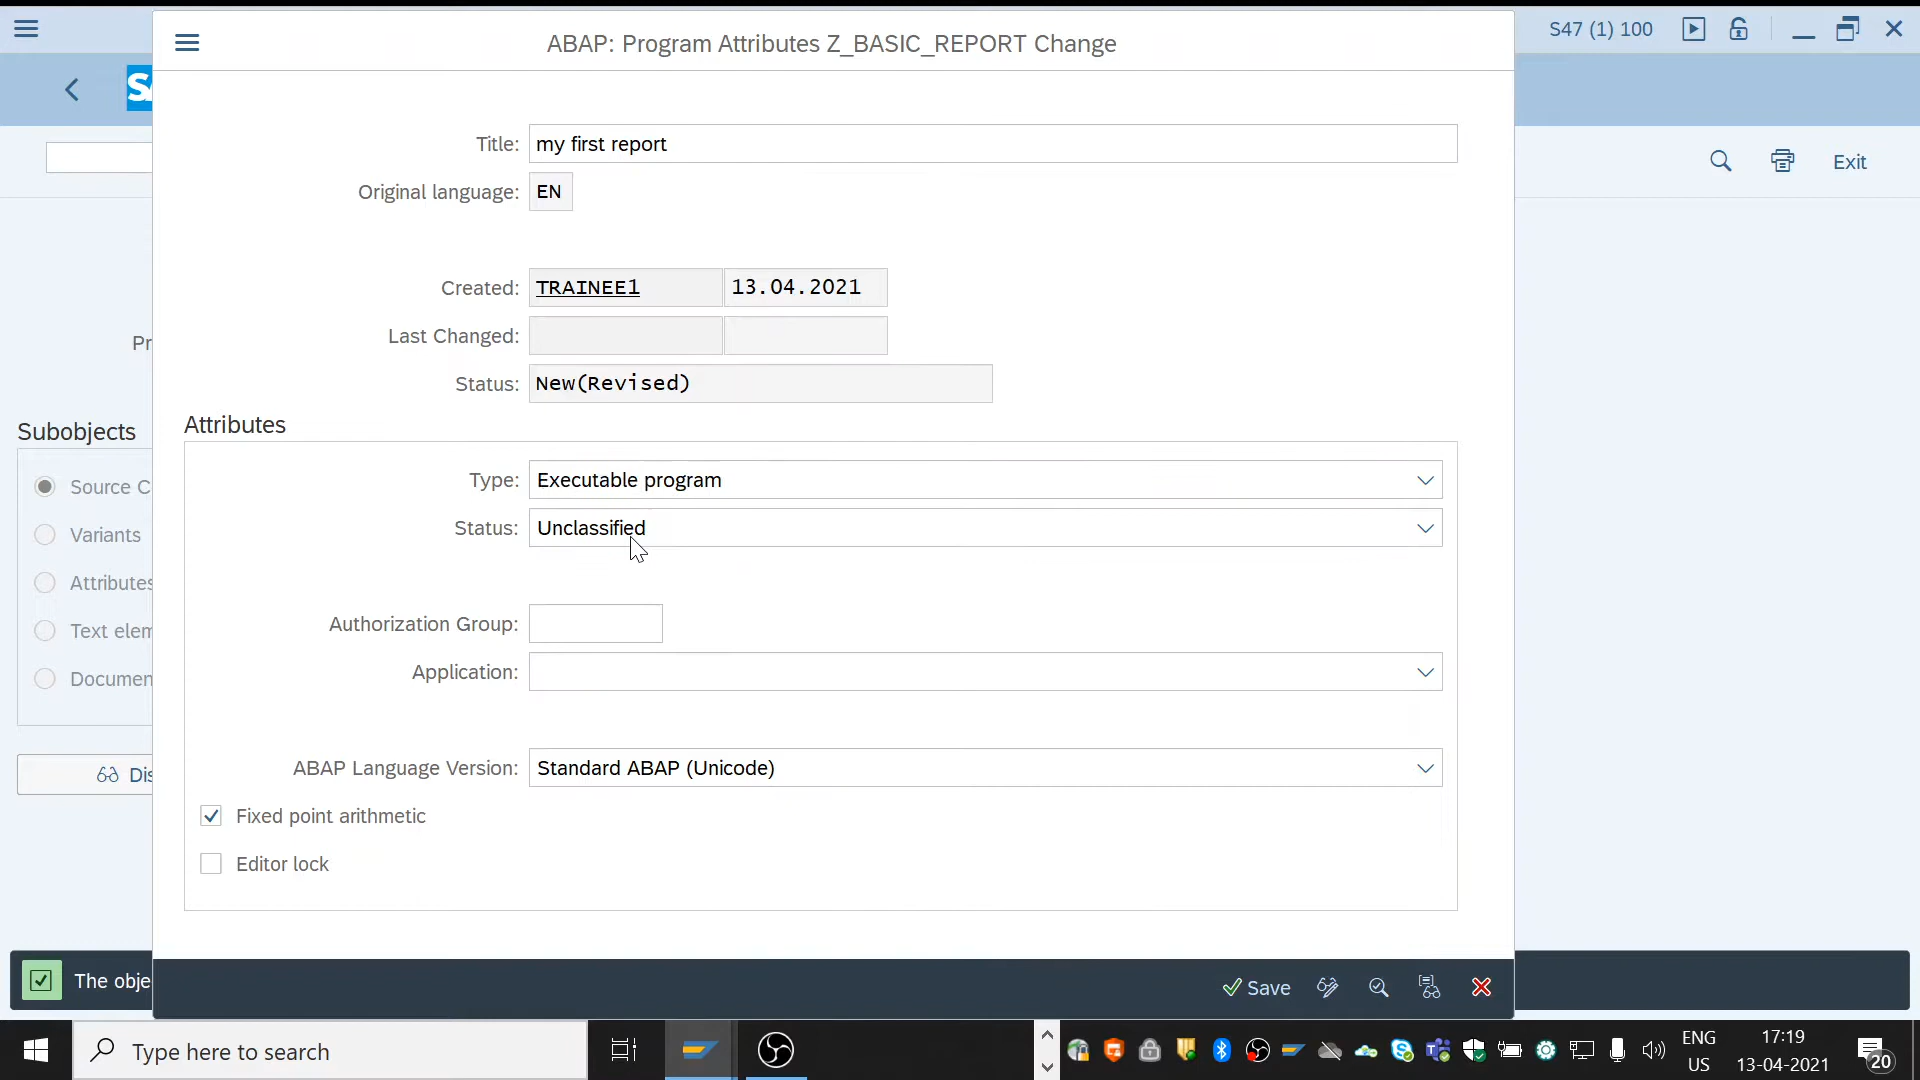 ABAP: Program Attributes Z_BASIC_REPORT Change
S47 (1) 100
Title: my first report
Exit
Original language: EN
Created: TRAINEE1 13.04.2021
Last Changed:
Status: New(Revised)
Attributes
Subobjects
Type: Executable program
Source C
Status: Unclassified
Variants
Attributes
Authorization Group:
Text elem
Application:
Documen
ABAP Language Version: Standard ABAP (Unicode)
Dis
Fixed point arithmetic
Editor lock
The obje
Save
Type here to search
ENG
US
17:19
13-04-2021
20